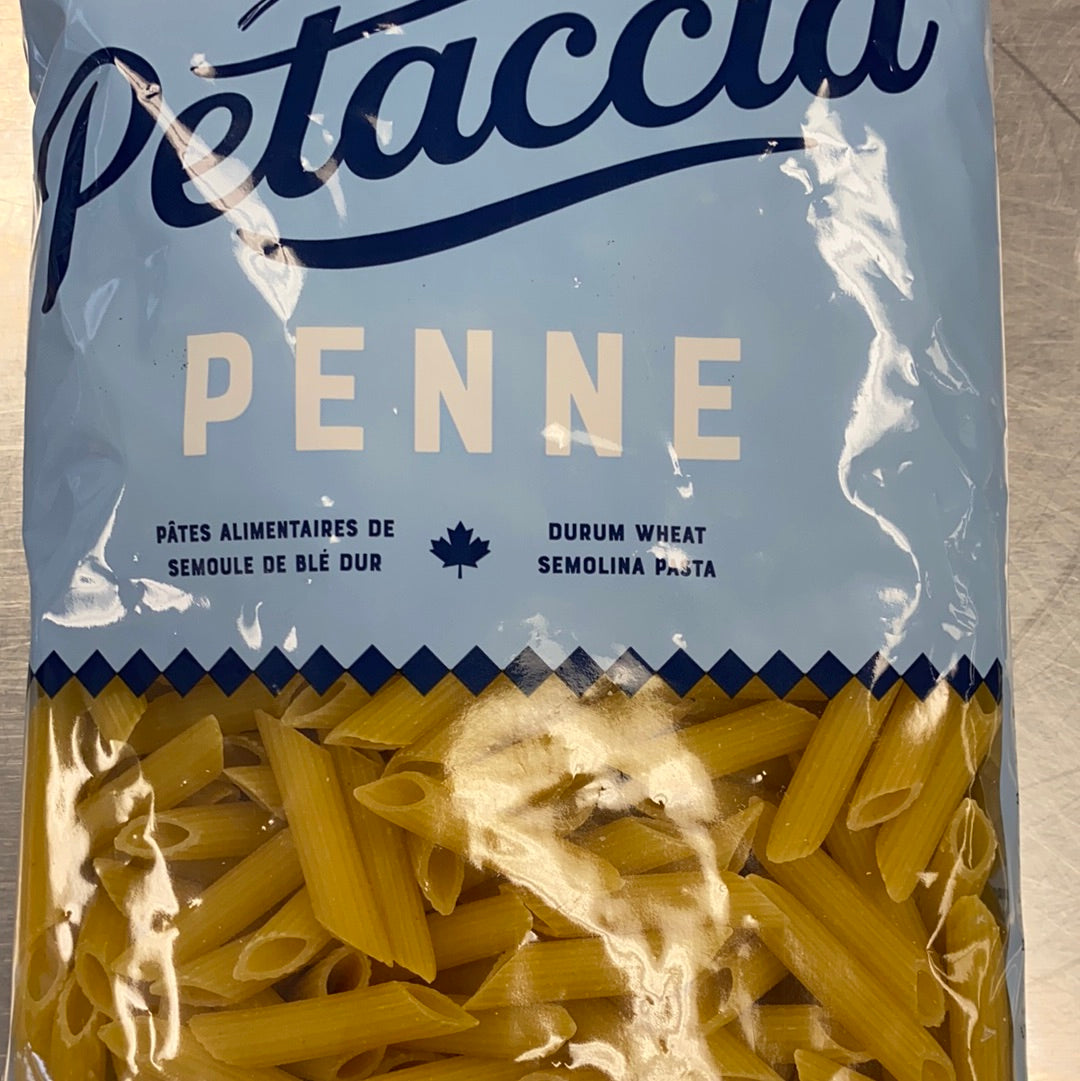 Petaccia
PENNE
PÂTES ALIMENTAIRES DE
SEMOULE DE BLÉ DUR
DURUM WHEAT
SEMOLINA PASTA